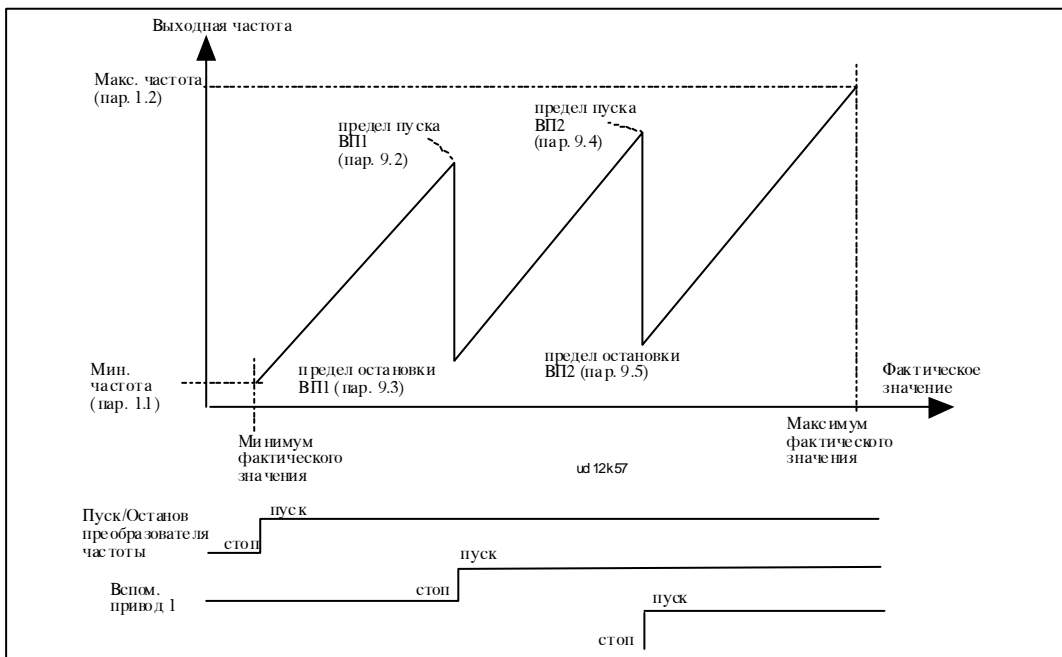 Выходная частота
Макс. частота
(пар. 1.2)
предел пуска
ВП1
(пар. 9.2)
предел пуска
ВП2
(пар. 9.4)
Мин.
частота
(пар. 1.1)
предел остановки
ВП1 (пар. 9.3)
предел остановки
ВП2 (пар. 9.5)
Фактическое
значение
Минимум
фактического
значения
Максимум
фактического
значения
ud12k57
Пуск/Останов
преобразователя
частоты
стоп
пуск
Вспом.
привод 1
стоп
пуск
стоп
пуск